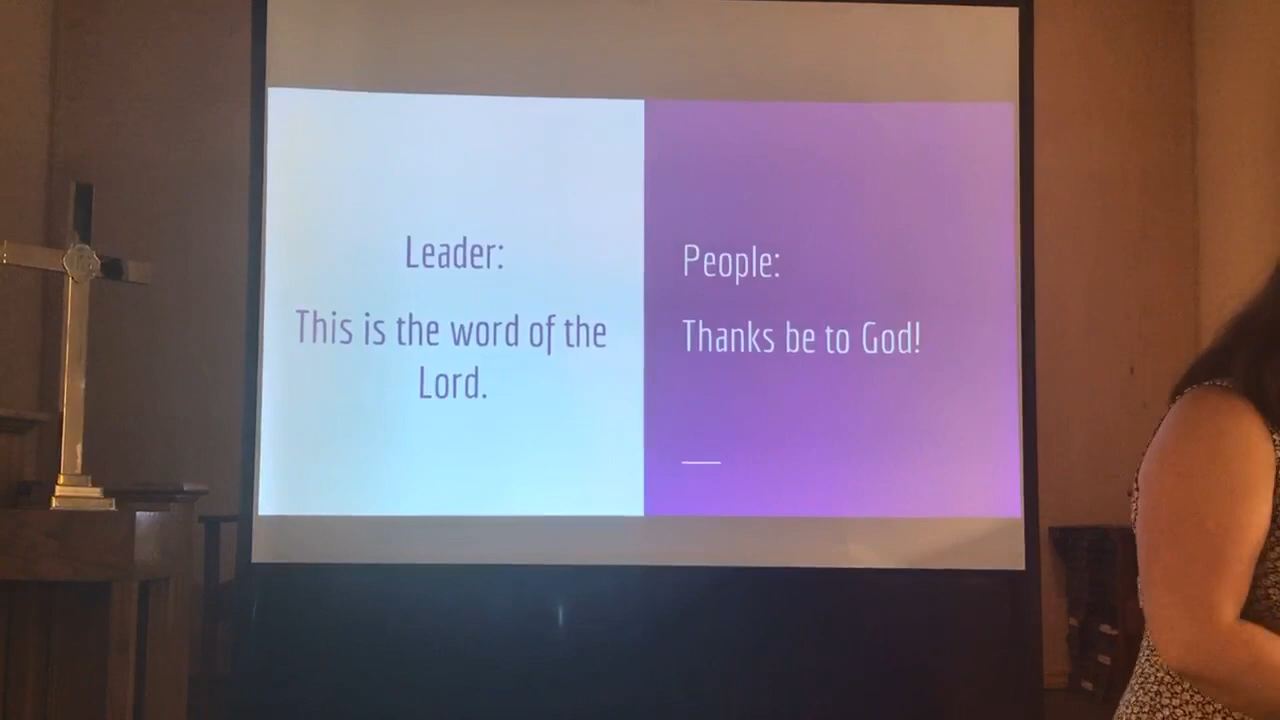 Leader:
This is the word of the
Lord.
People:
Thanks be to God!